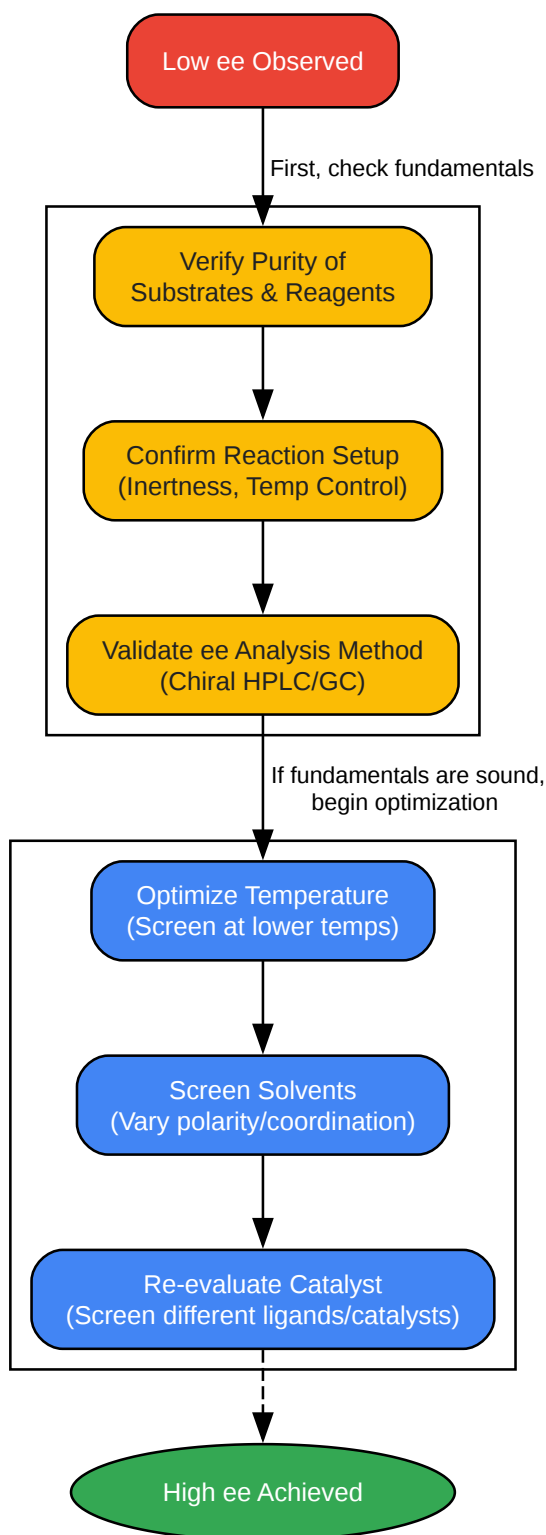 Low ee Observed
First, check fundamentals
Verify Purity of
Substrates & Reagents
Confirm Reaction Setup
(Inertness, Temp Control)
Validate ee Analysis Method
(Chiral HPLC/GC)
If fundamentals are sound,
begin optimization
Optimize Temperature
(Screen at lower temps)
Screen Solvents
(Vary polarity/coordination)
Re-evaluate Catalyst
(Screen different ligands/catalysts)
High ee Achieved